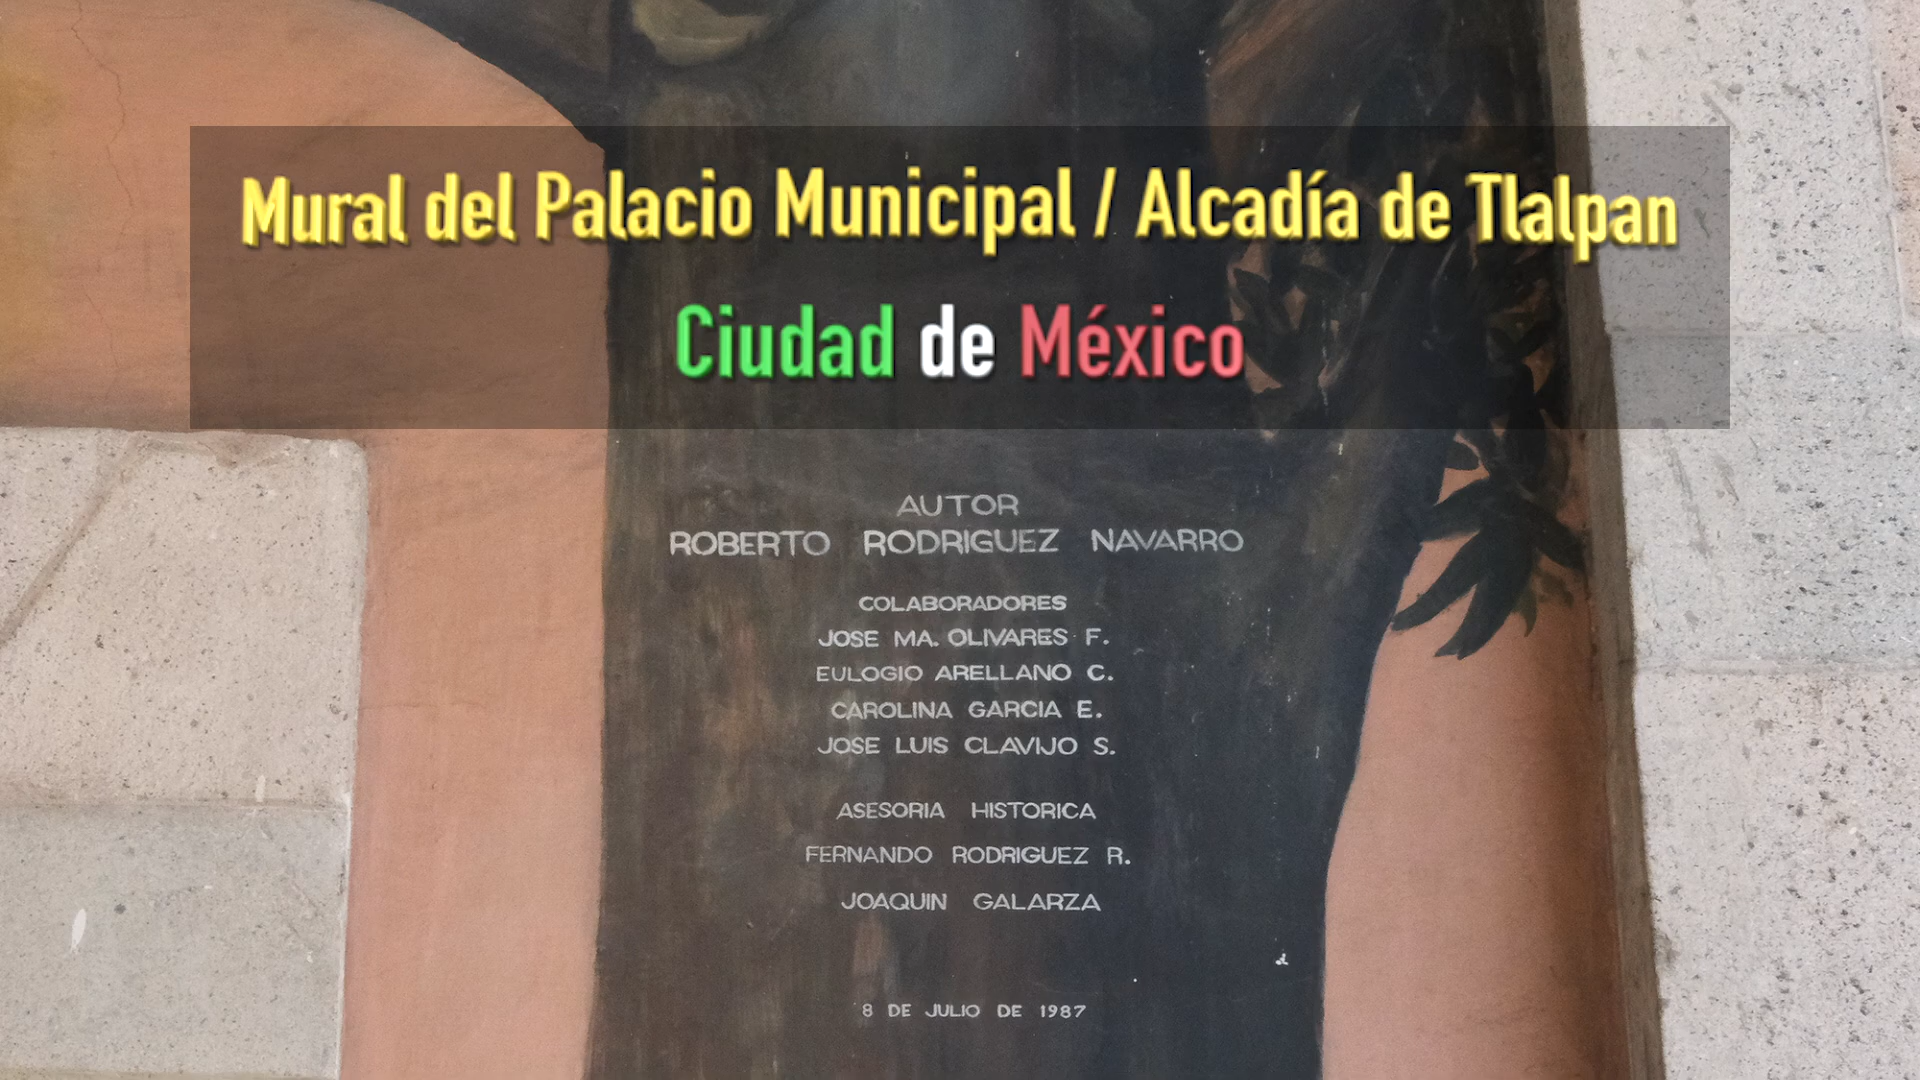 Mural del Palacio Municipal / Alcadía de Tlalpan
Ciudad de México
AUTOR
ROBERTO RODRIGUEZ NAVARRO
COLABORADORES
JOSE MA. OLIVARES F.
EULOGIO ARELLANO C.
CAROLINA GARCIA E.
JOSE LUIS CLAVIJO S.
ASESORIA HISTORICA
FERNANDO RODRIGUEZ R.
JOAQUIN GALARZA
8 DE JULIO DE 1987